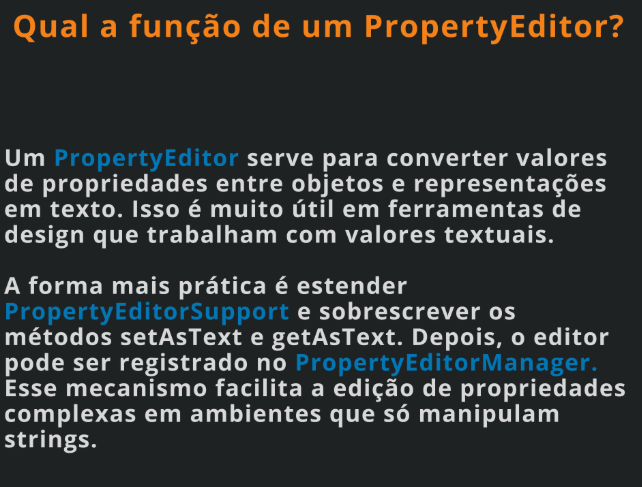 Qual a função de um PropertyEditor?
Um PropertyEditor serve para converter valores
de propriedades entre objetos e representações
em texto. Isso é muito útil em ferramentas de
design que trabalham com valores textuais.
A forma mais prática é estender
PropertyEditorSupport e sobrescrever os
métodos setAsText e getAsText. Depois, o editor
pode ser registrado no PropertyEditorManager.
Esse mecanismo facilita a edição de propriedades
complexas em ambientes que só manipulam
strings.